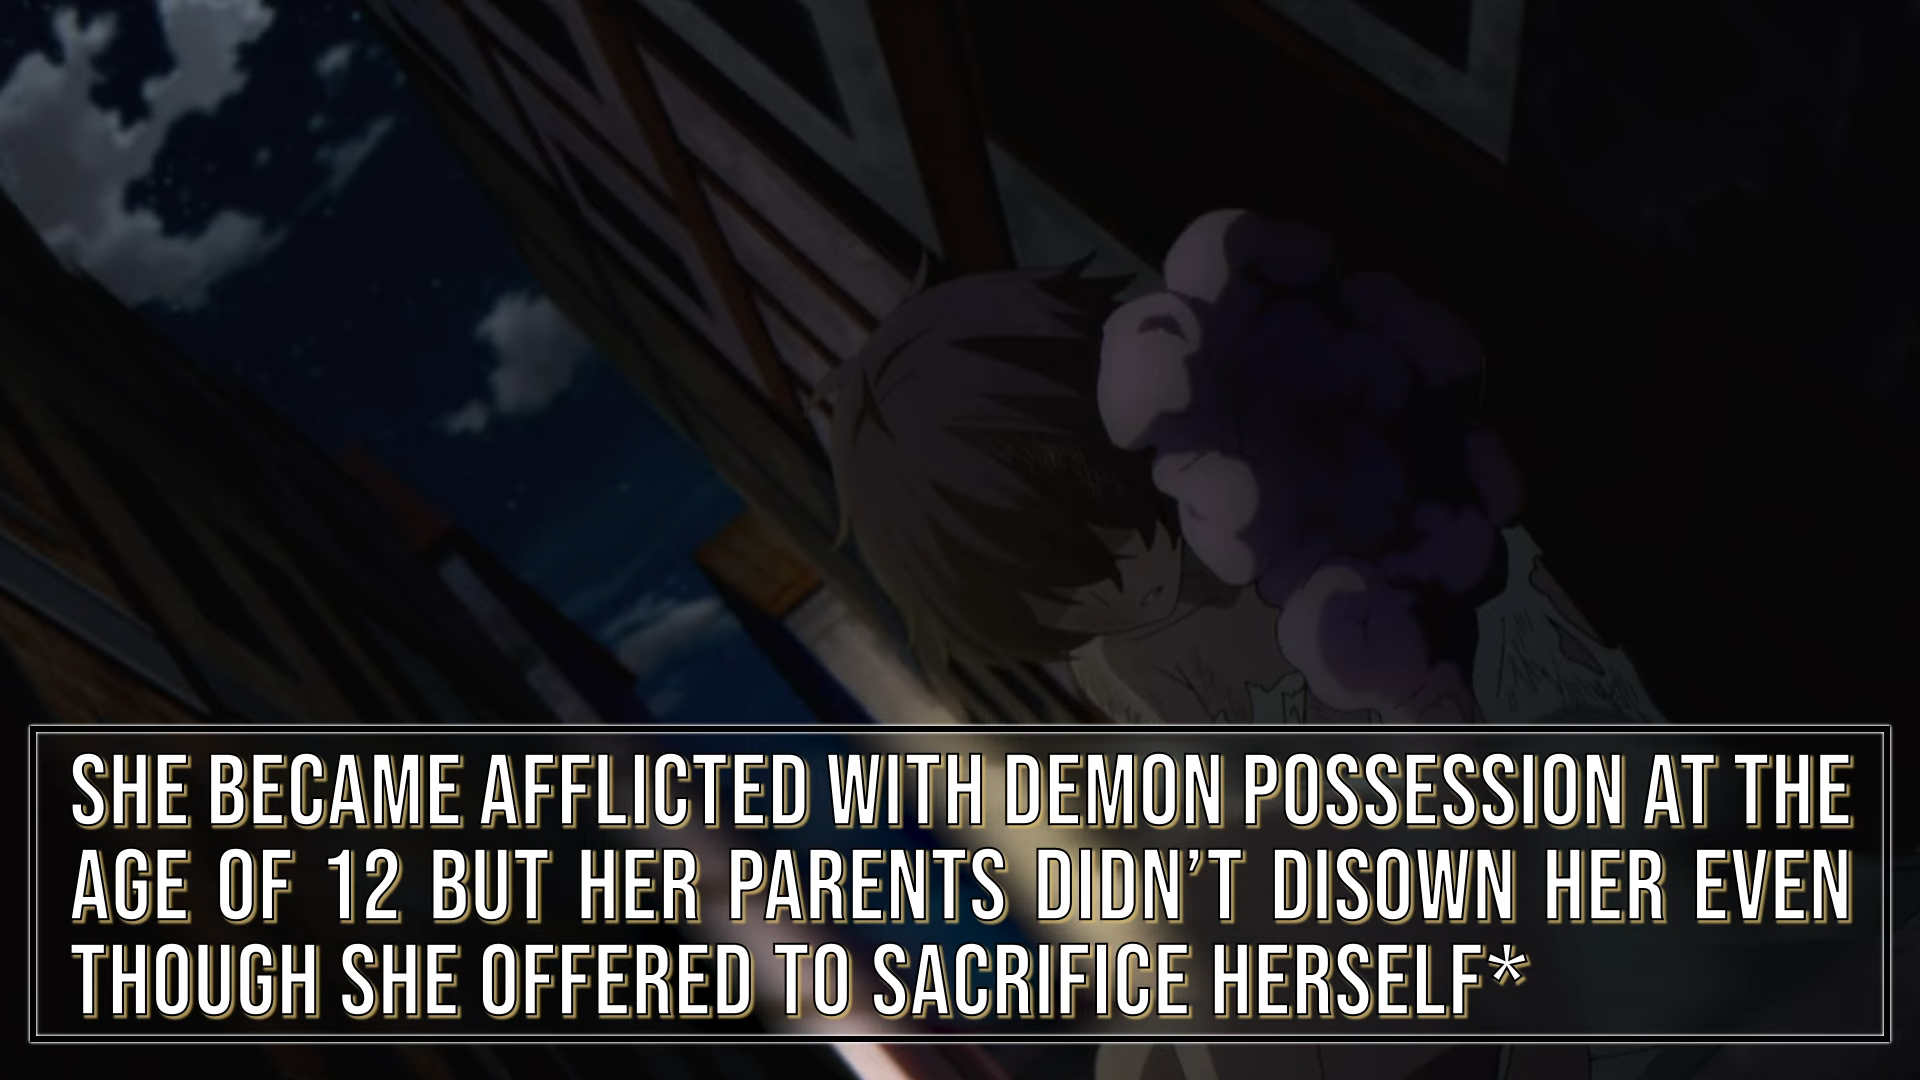 SHE BECAME AFFLICTED WITH DEMON POSSESSION AT THE
AGE OF 12 BUT HER PARENTS DIDN’T DISOWN HER EVEN
THOUGH SHE OFFERED TO SACRIFICE HERSELF*